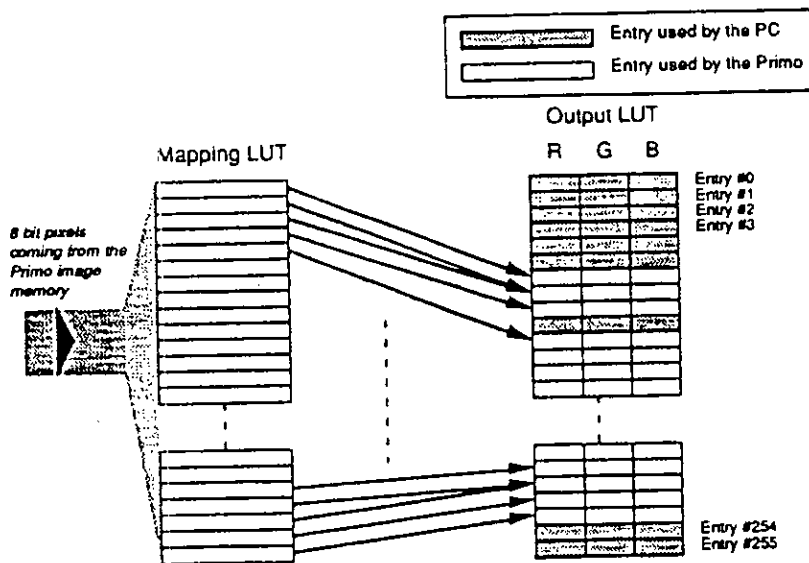 Entry used by the PC
Entry used by the Primo
Output LUT
Mapping LUT
R G B
Entry #0
Entry #1
Entry #2
Entry #3
8 bit pixels
coming from the
Primo image
memory
Entry #254
Entry #255